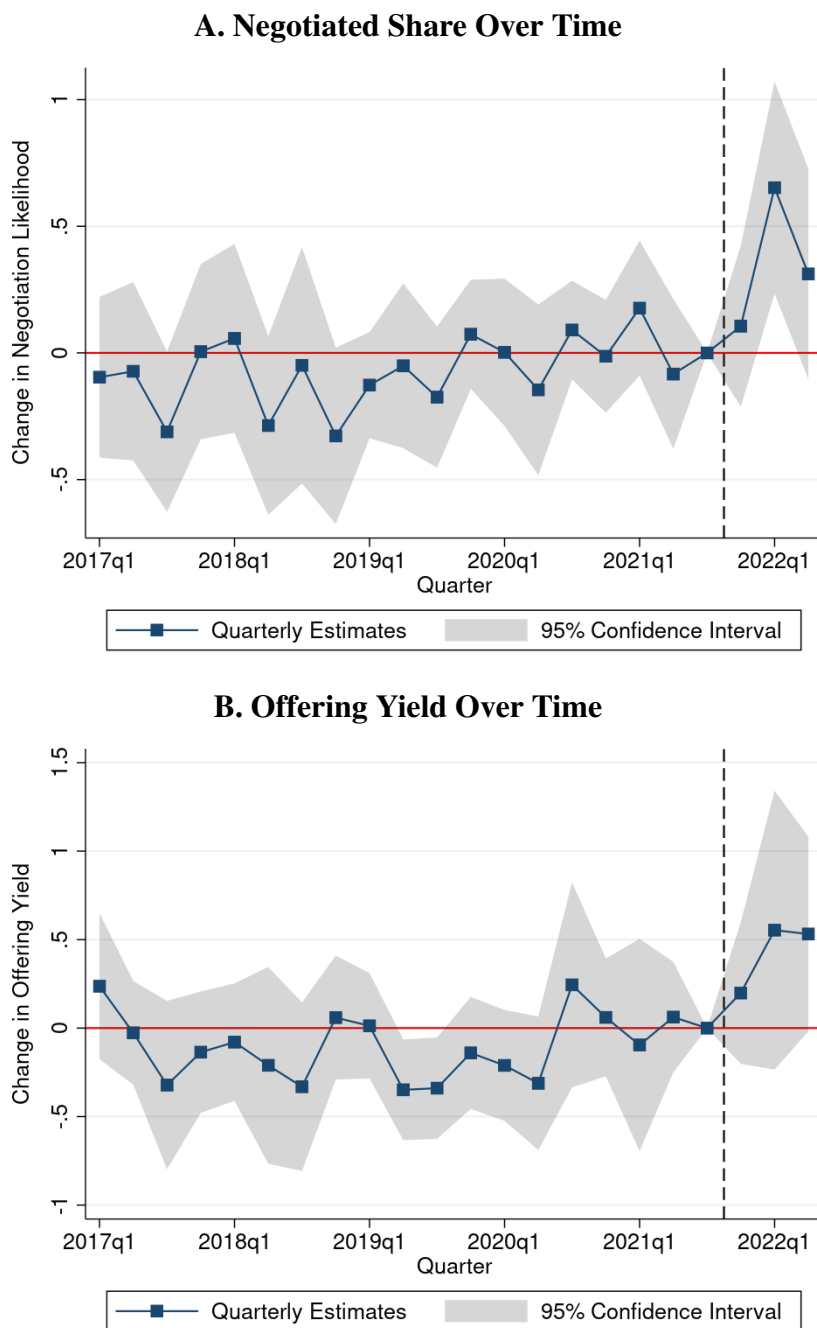 A. Negotiated Share Over Time
Change in Negotiation Likelihood
1
.5
0
-.5
2017q1 2018q1 2019q1 2020q1 2021q1 2022q1
Quarter
Quarterly Estimates 95% Confidence Interval
B. Offering Yield Over Time
Change in Offering Yield
1.5
1
.5
0
-.5
-1
2017q1 2018q1 2019q1 2020q1 2021q1 2022q1
Quarter
Quarterly Estimates 95% Confidence Interval